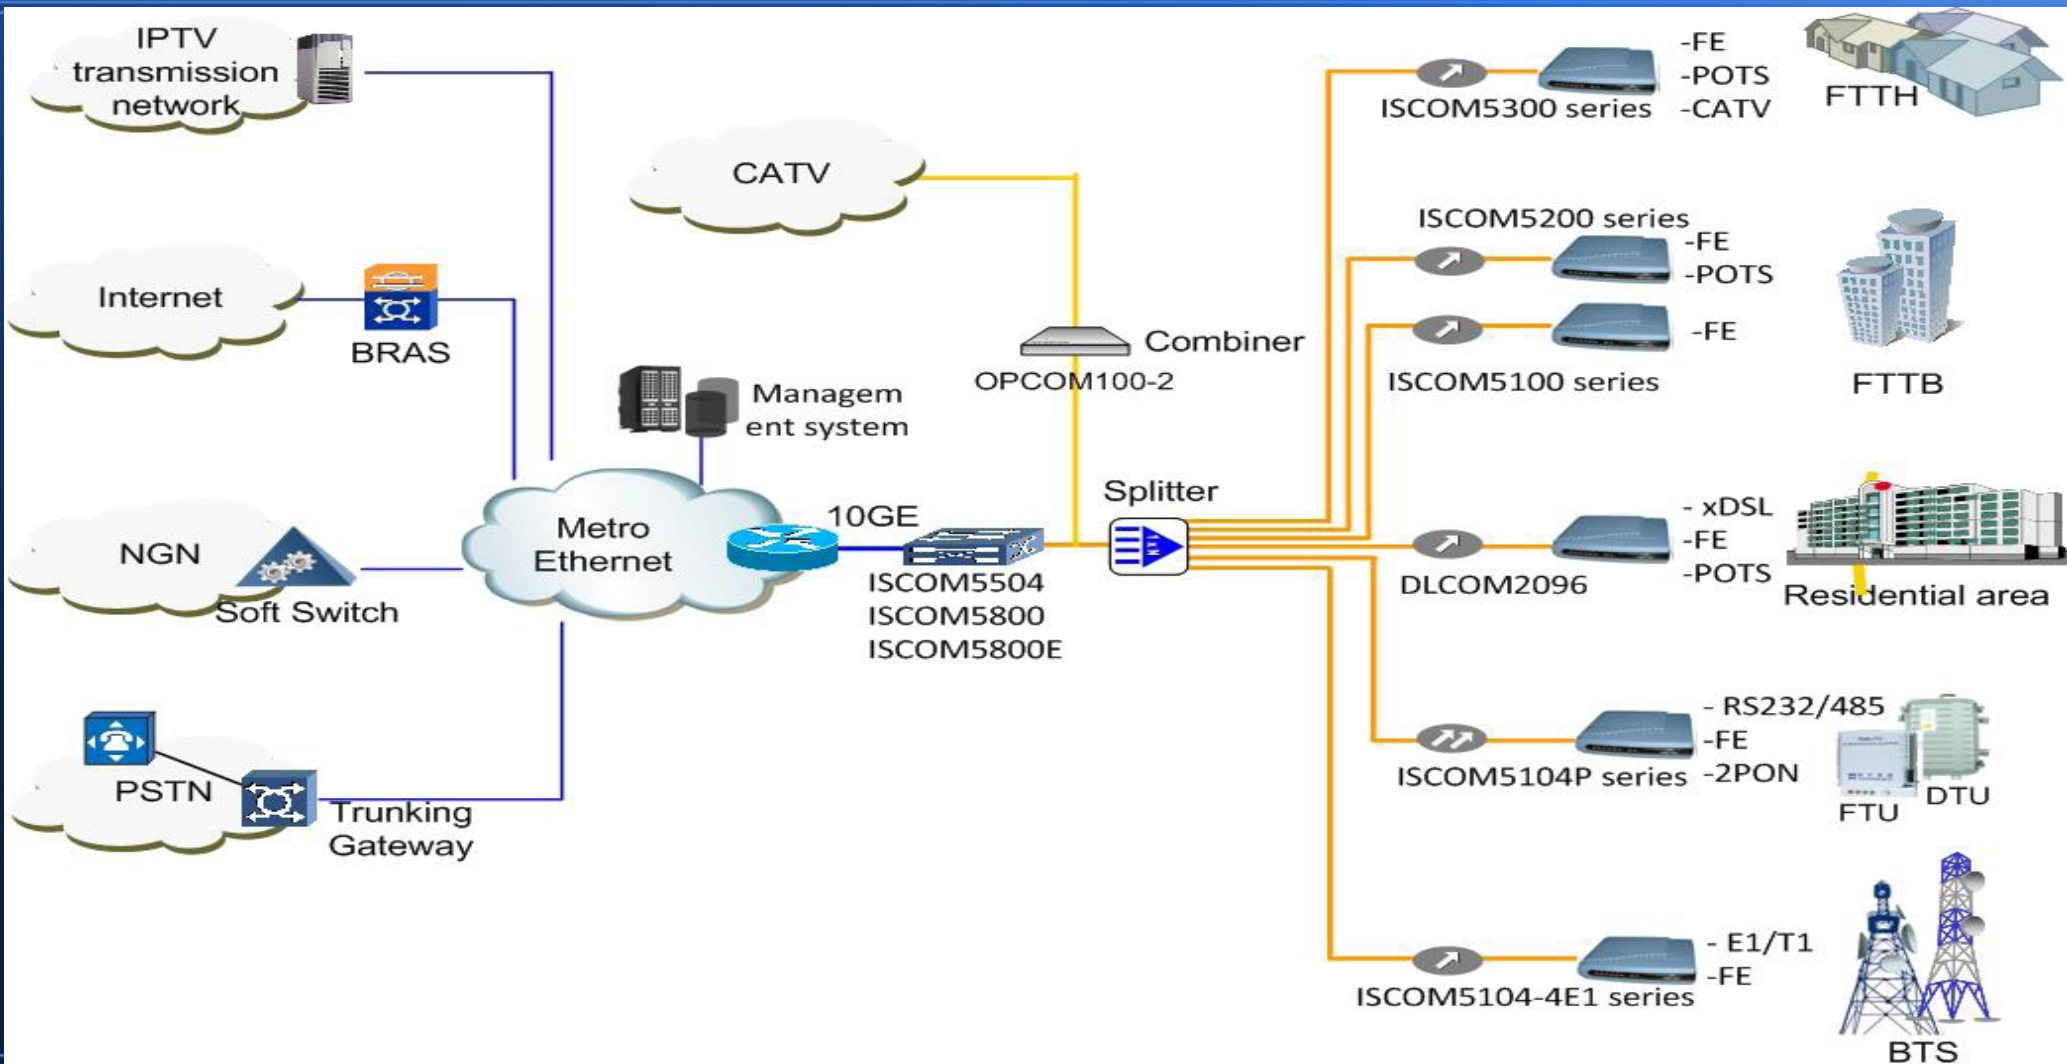 IPTV
transmission
network
Internet
BRAS
NGN
Soft Switch
PSTN
Trunking
Gateway
CATV
Combiner
OPCOM100-2
Managem
ent system
Metro
Ethernet
10GE
ISCOM5504
ISCOM5800
ISCOM5800E
Splitter
ISCOM5300 series
-FE
-POTS
-CATV
FTTH
ISCOM5200 series
-FE
-POTS
-FE
ISCOM5100 series
FTTB
- xDSL
-FE
-POTS
DLCOM2096
Residential area
- RS232/485
-FE
-2PON
ISCOM5104P series
FTU
DTU
- E1/T1
-FE
ISCOM5104-4E1 series
BTS